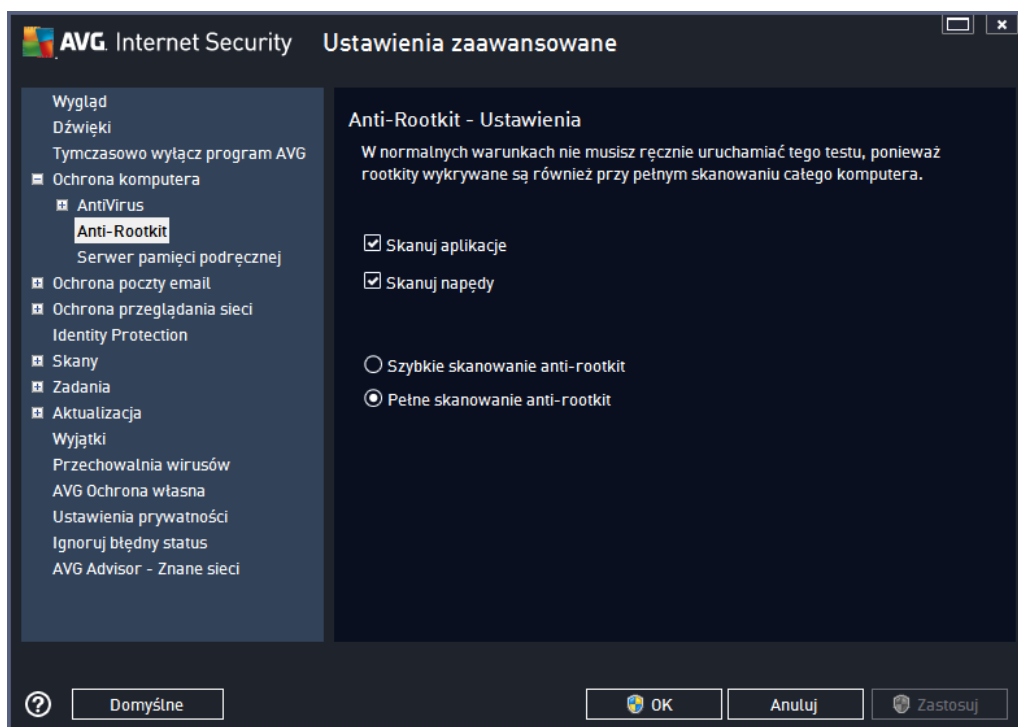 AVG. Internet Security Ustawienia zaawansowane
Wygląd
Dźwięki
Tymczasowo wyłącz program AVG
Ochrona komputera
AntiVirus
Anti-Rootkit
Serwer pamięci podręcznej
Ochrona poczty email
Ochrona przeglądania sieci
Identity Protection
Skany
Zadania
Aktualizacja
Wyjątki
Przechowalnia wirusów
AVG Ochrona własna
Ustawienia prywatności
Ignoruj błędny status
AVG Advisor - Znane sieci
Anti-Rootkit - Ustawienia
W normalnych warunkach nie musisz ręcznie uruchamiać tego testu, ponieważ
rootkity wykrywane są również przy pełnym skanowaniu całego komputera.
Skanuj aplikacje
Skanuj napędy
Szybkie skanowanie anti-rootkit
Pełne skanowanie anti-rootkit
Domyślne
OK
Anuluj
Zastosuj